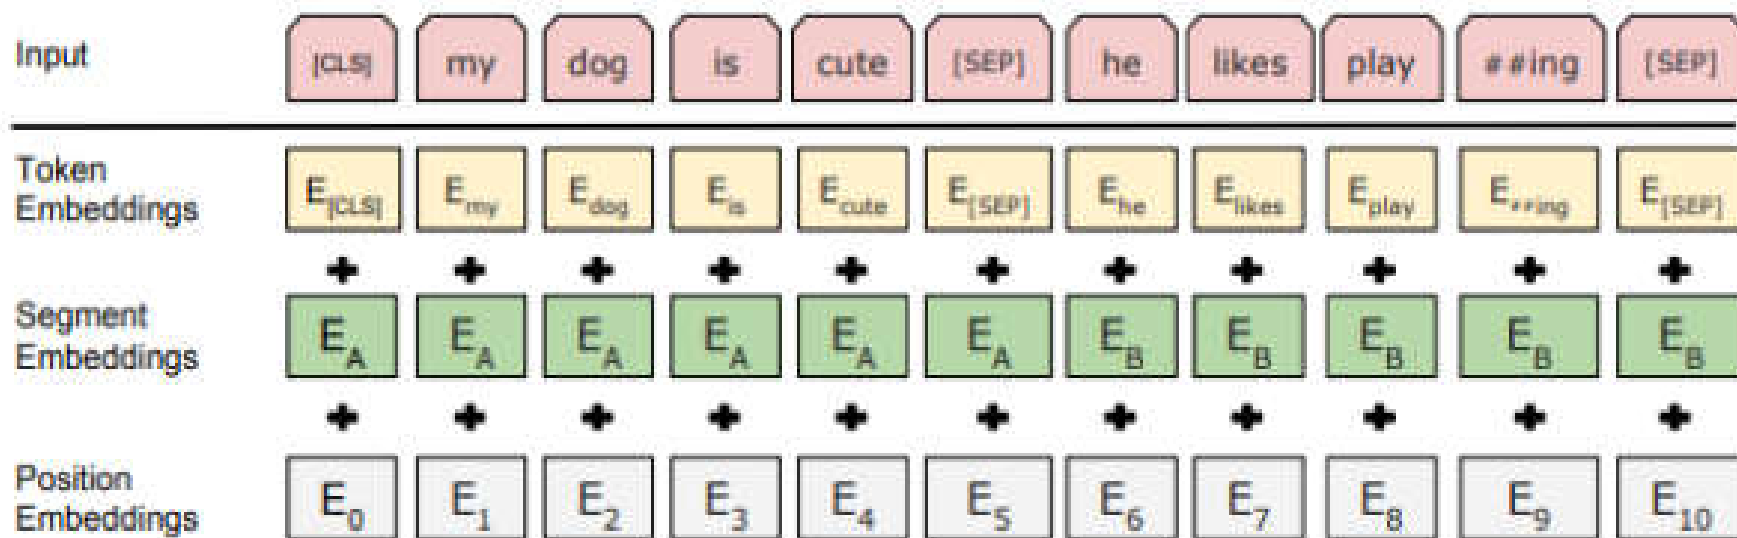 Input [CLS] my dog is cute [SEP] he likes play ##ing [SEP]
Token Embeddings E[CLS] Emy Edog Eis Ecute E[SEP] Ehe Elikes Eplay E##ing E[SEP]
+ + + + + + + + + + +
Segment Embeddings EA EA EA EA EA EA EB EB EB EB EB
+ + + + + + + + + + +
Position Embeddings E0 E1 E2 E3 E4 E5 E6 E7 E8 E9 E10